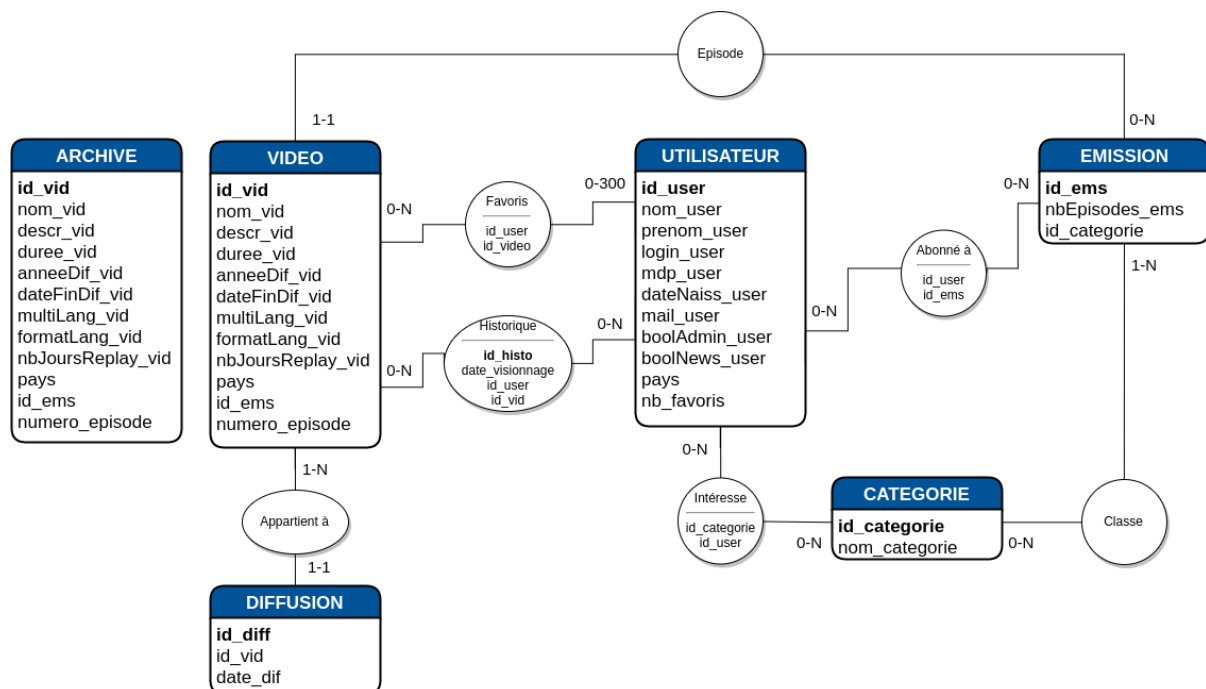 Episode
1-1
0-N
ARCHIVE
id_vid
nom_vid
descr_vid
duree_vid
anneeDif_vid
dateFinDif_vid
multiLang_vid
formatLang_vid
nbJoursReplay_vid
pays
id_ems
numero_episode
VIDEO
id_vid
nom_vid
descr_vid
duree_vid
anneeDif_vid
dateFinDif_vid
multiLang_vid
formatLang_vid
nbJoursReplay_vid
pays
id_ems
numero_episode
0-N
Favoris
id_user
id_video
0-300
0-N
Historique
id_histo
date_visionnage
id_user
id_vid
0-N
UTILISATEUR
id_user
nom_user
prenom_user
login_user
mdp_user
dateNaiss_user
mail_user
boolAdmin_user
boolNews_user
pays
nb_favoris
0-N
Abonné à
id_user
id_ems
0-N
EMISSION
id_ems
nbEpisodes_ems
id_categorie
1-N
1-N
Appartient à
1-1
DIFFUSION
id_diff
id_vid
date_dif
0-N
Intéresse
id_categorie
id_user
0-N
CATEGORIE
id_categorie
nom_categorie
0-N
Classe